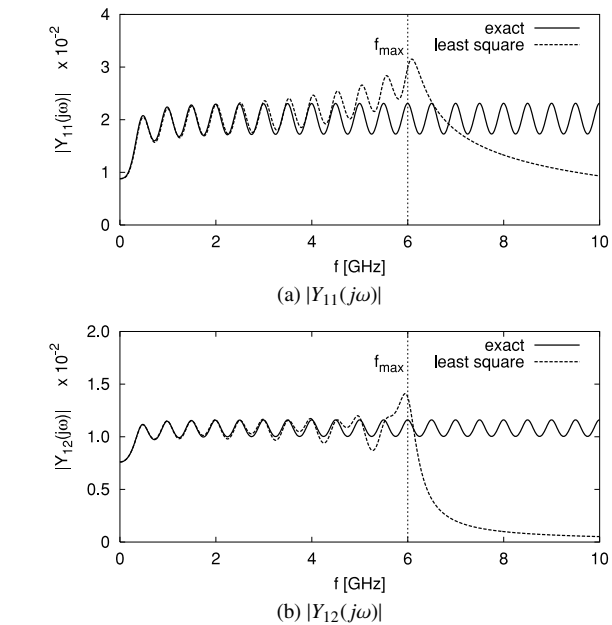 x 10⁻²
|Y₁₁(jω)|
4
3
2
1
0
f_max
exact
least square
0 2 4 6 8 10
f [GHz]
(a) |Y₁₁(jω)|
x 10⁻²
|Y₁₂(jω)|
2.0
1.5
1.0
0.5
0
f_max
exact
least square
0 2 4 6 8 10
f [GHz]
(b) |Y₁₂(jω)|